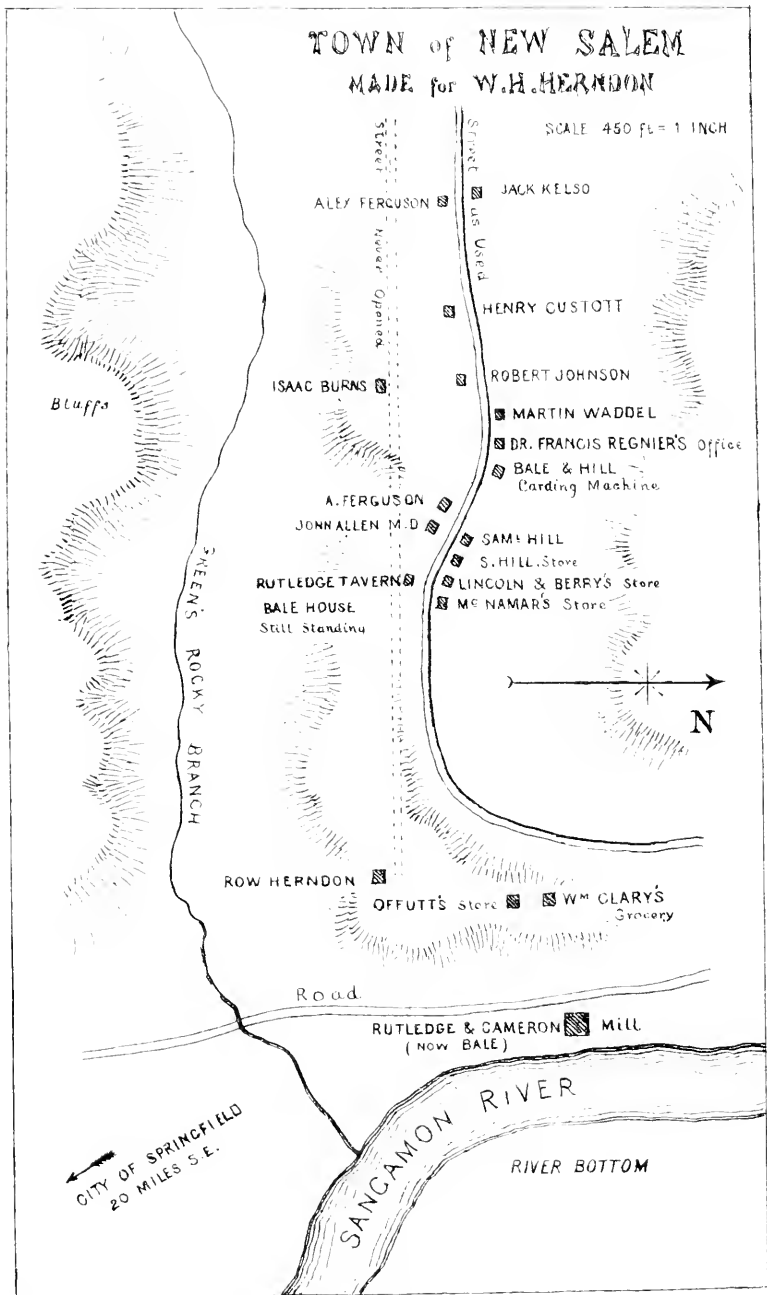 TOWN of NEW SALEM
MADE for W.H.HERNDON
SCALE 450 ft = 1 INCH
Street never Opened
Street as Used
ALEX FERGUSON
JACK KELSO
HENRY CUSTOTT
ISAAC BURNS
ROBERT JOHNSON
Bluffs
MARTIN WADDEL
DR. FRANCIS REGNIER'S Office
BALE & HILL
Carding Machine
A. FERGUSON
JOHN ALLEN M.D
SAML HILL
S. HILL. Store
RUTLEDGE TAVERN
LINCOLN & BERRY'S Store
BALE HOUSE
Still Standing
Mc NAMAR'S Store
GREEN'S ROCKY BRANCH
N
ROW HERNDON
OFFUTT'S Store
WM CLARY'S
Grocery
Road
RUTLEDGE & CAMERON
(NOW BALE)
Mill
CITY OF SPRINGFIELD
20 MILES S.E.
SANGAMON RIVER
RIVER BOTTOM